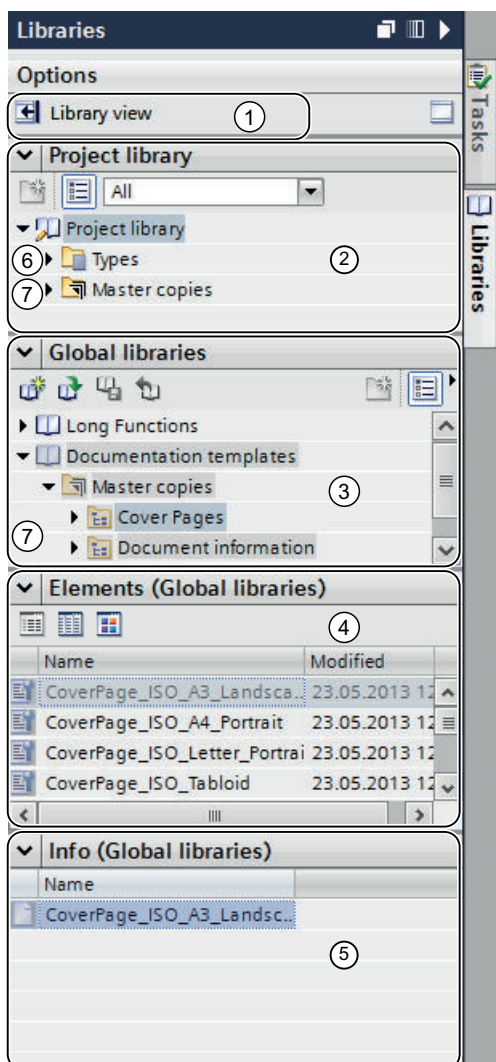 Libraries
Options
Library view
1
Tasks
Libraries
Project library
All
Project library
6
Types
2
7
Master copies
Global libraries
Long Functions
Documentation templates
Master copies
3
Cover Pages
7
Document information
Elements (Global libraries)
4
Name Modified
CoverPage_ISO_A3_Landsca.. 23.05.2013 12
CoverPage_ISO_A4_Portrait 23.05.2013 12
CoverPage_ISO_Letter_Portrai 23.05.2013 12
CoverPage_ISO_Tabloid 23.05.2013 12
Info (Global libraries)
Name
CoverPage_ISO_A3_Landsc..
5